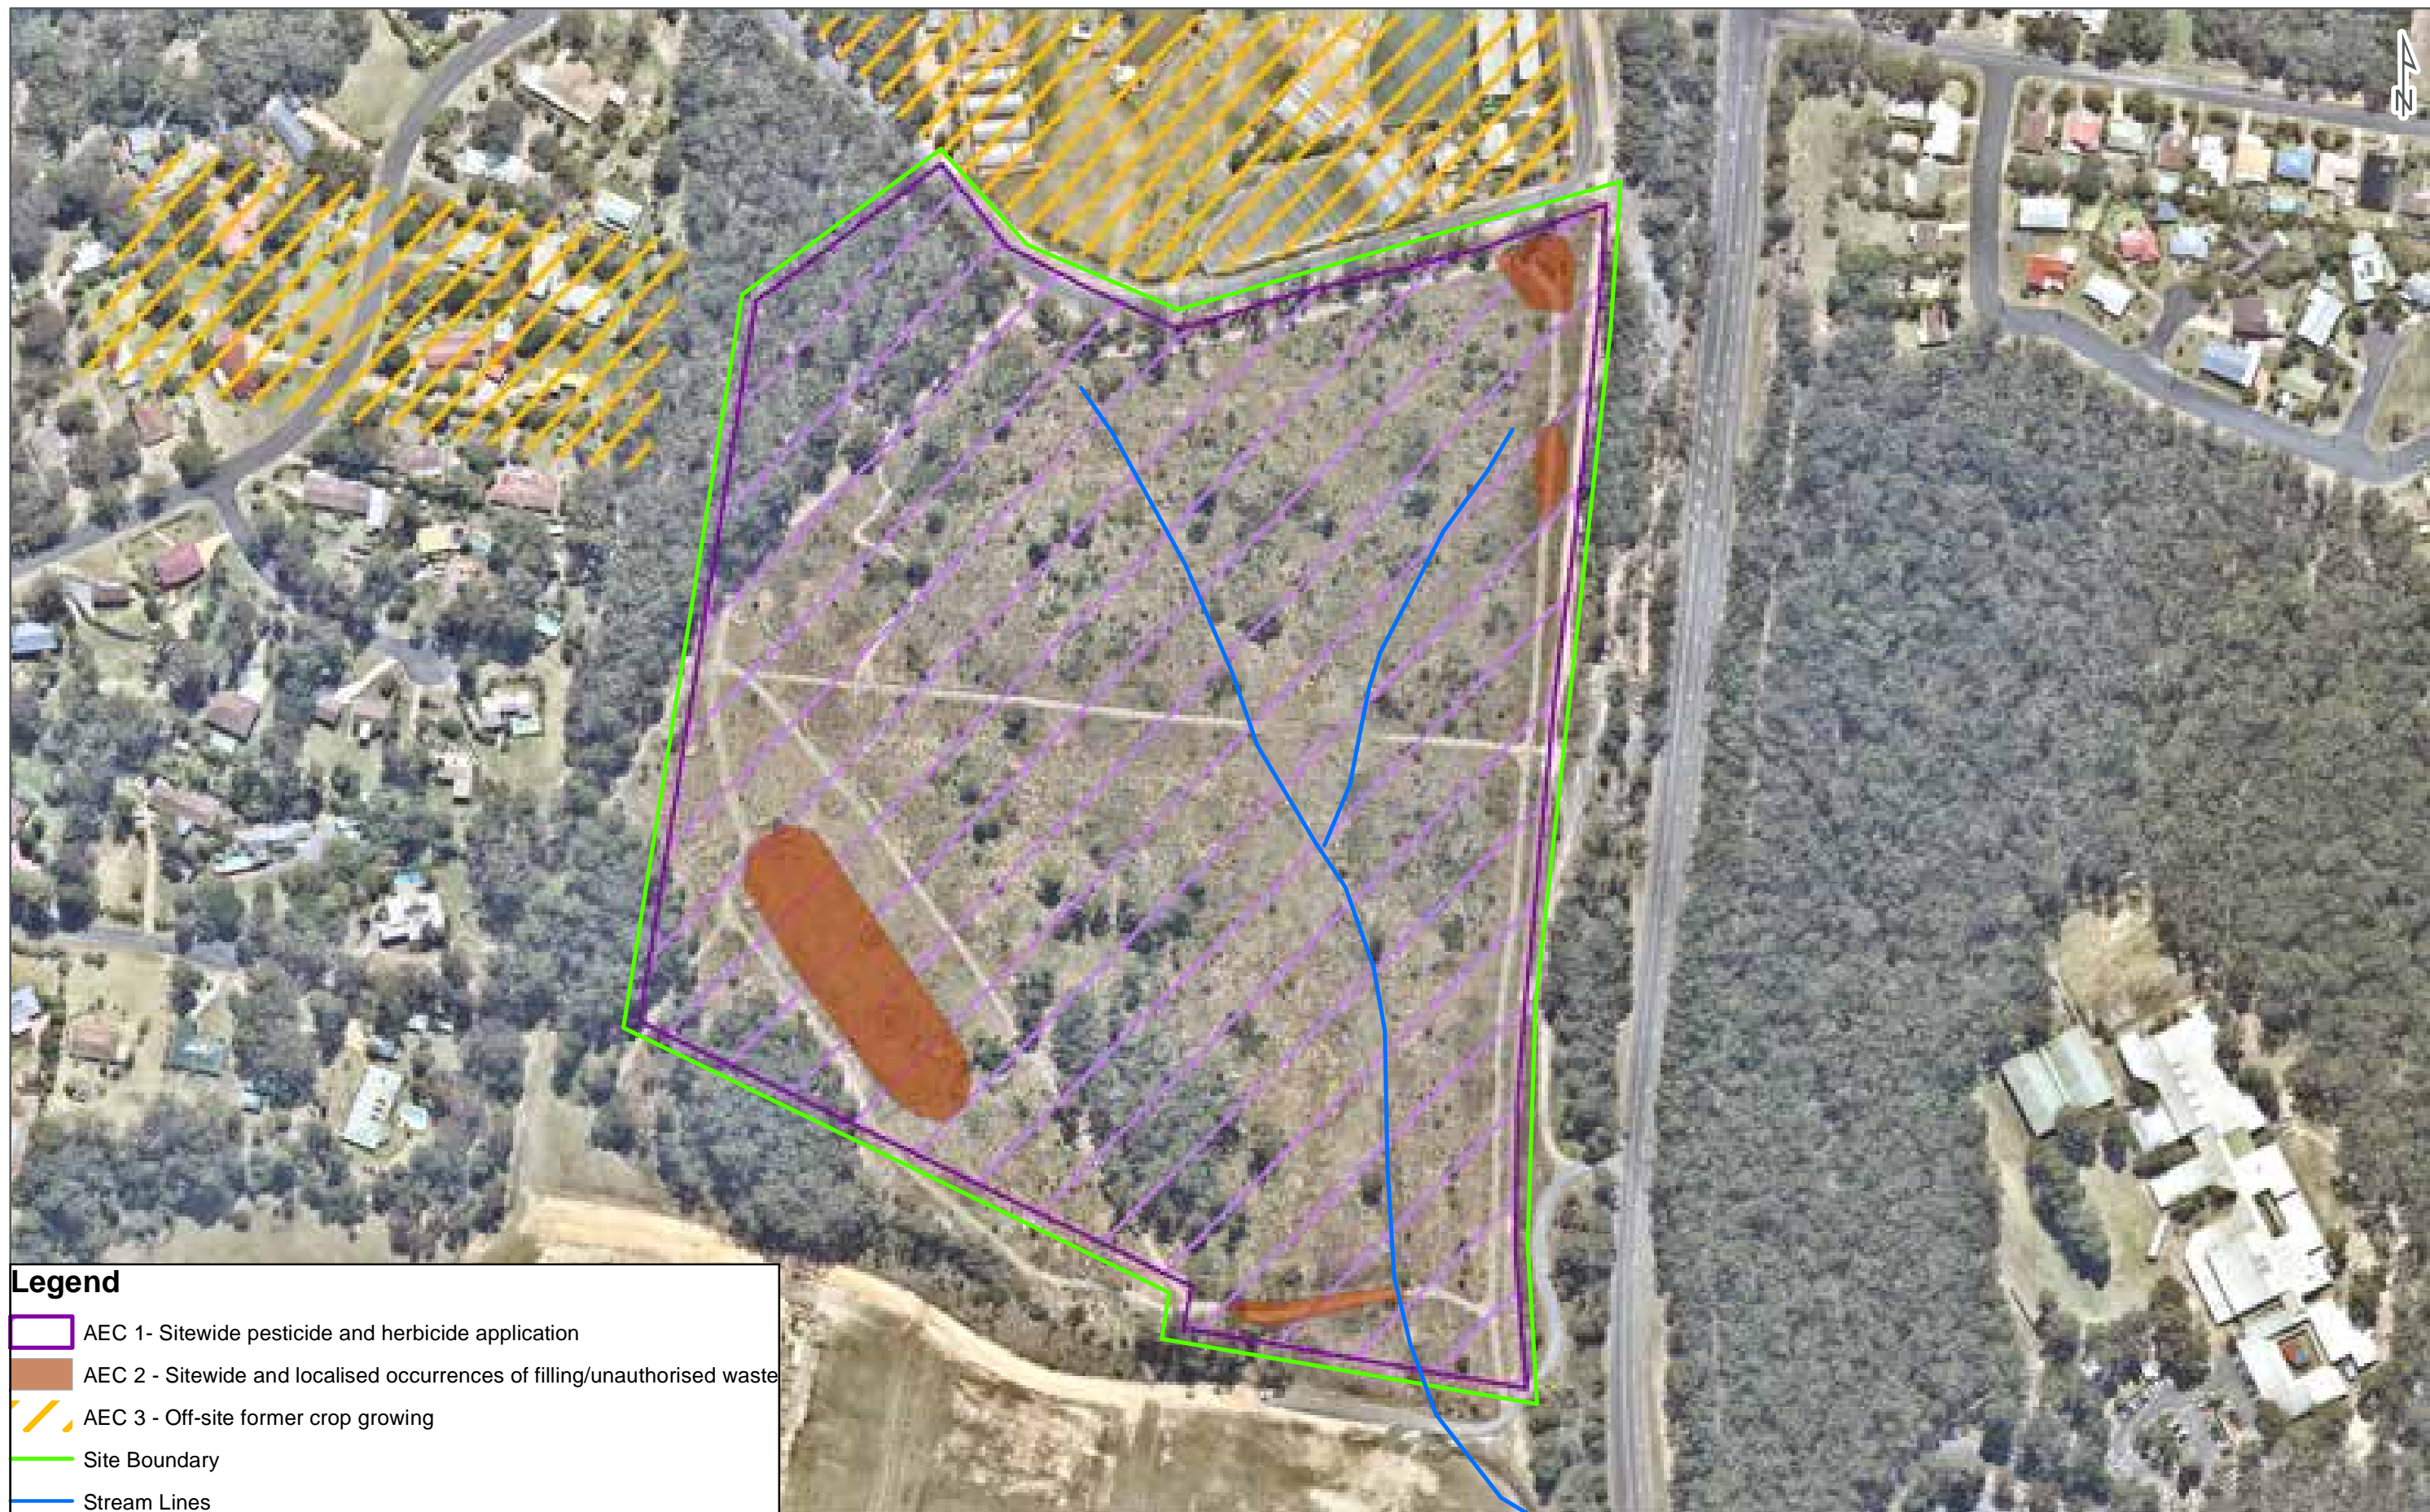 N
Legend
AEC 1- Sitewide pesticide and herbicide application
AEC 2 - Sitewide and localised occurrences of filling/unauthorised waste
AEC 3 - Off-site former crop growing
Site Boundary
Stream Lines